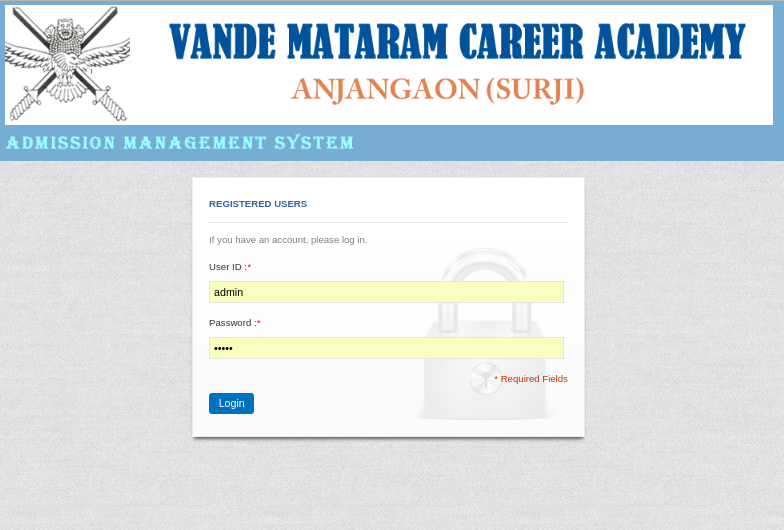 VANDE MATARAM CAREER ACADEMY
ANJANGAON (SURJI)
ADMISSION MANAGEMENT SYSTEM
REGISTERED USERS
If you have an account, please log in.
User ID :*
admin
Password :*
•••••
* Required Fields
Login